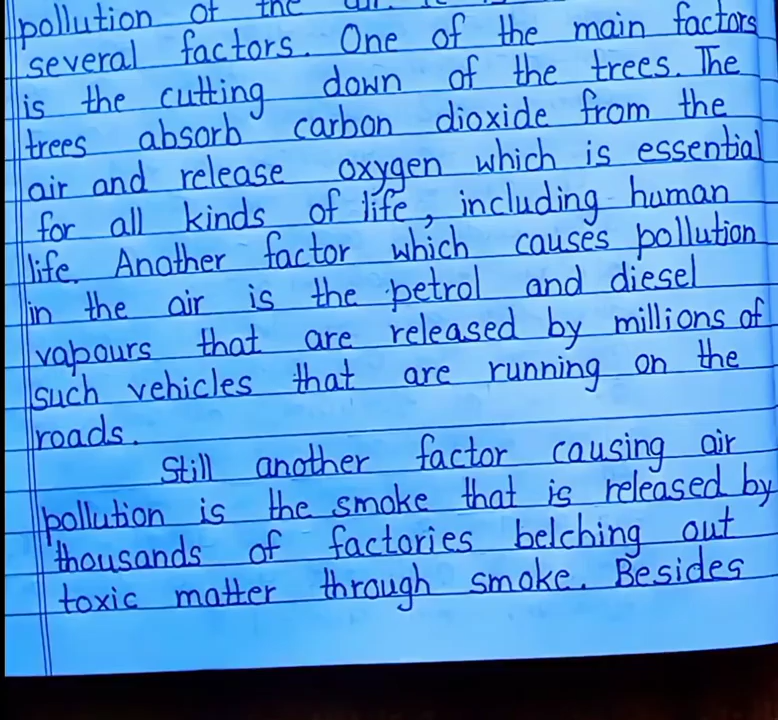 pollution of the air
several factors. One of the main factors
is the cutting down of the trees. The
trees absorb carbon dioxide from the
air and release oxygen which is essential
for all kinds of life, including human
life. Another factor which causes pollution
in the air is the petrol and diesel
vapours that are released by millions of
such vehicles that are running on the
roads.
Still another factor causing air
pollution is the smoke that is released by
thousands of factories belching out
toxic matter through smoke. Besides